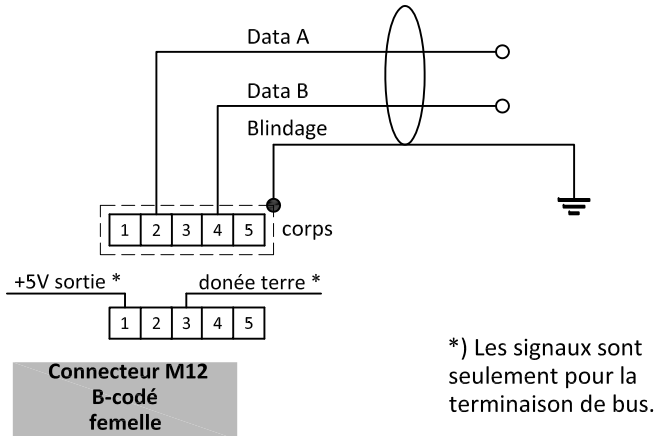 Data A
Data B
Blindage
1 2 3 4 5
corps
+5V sortie *
donée terre *
1 2 3 4 5
Connecteur M12
B-codé
femelle
*) Les signaux sont
seulement pour la
terminaison de bus.